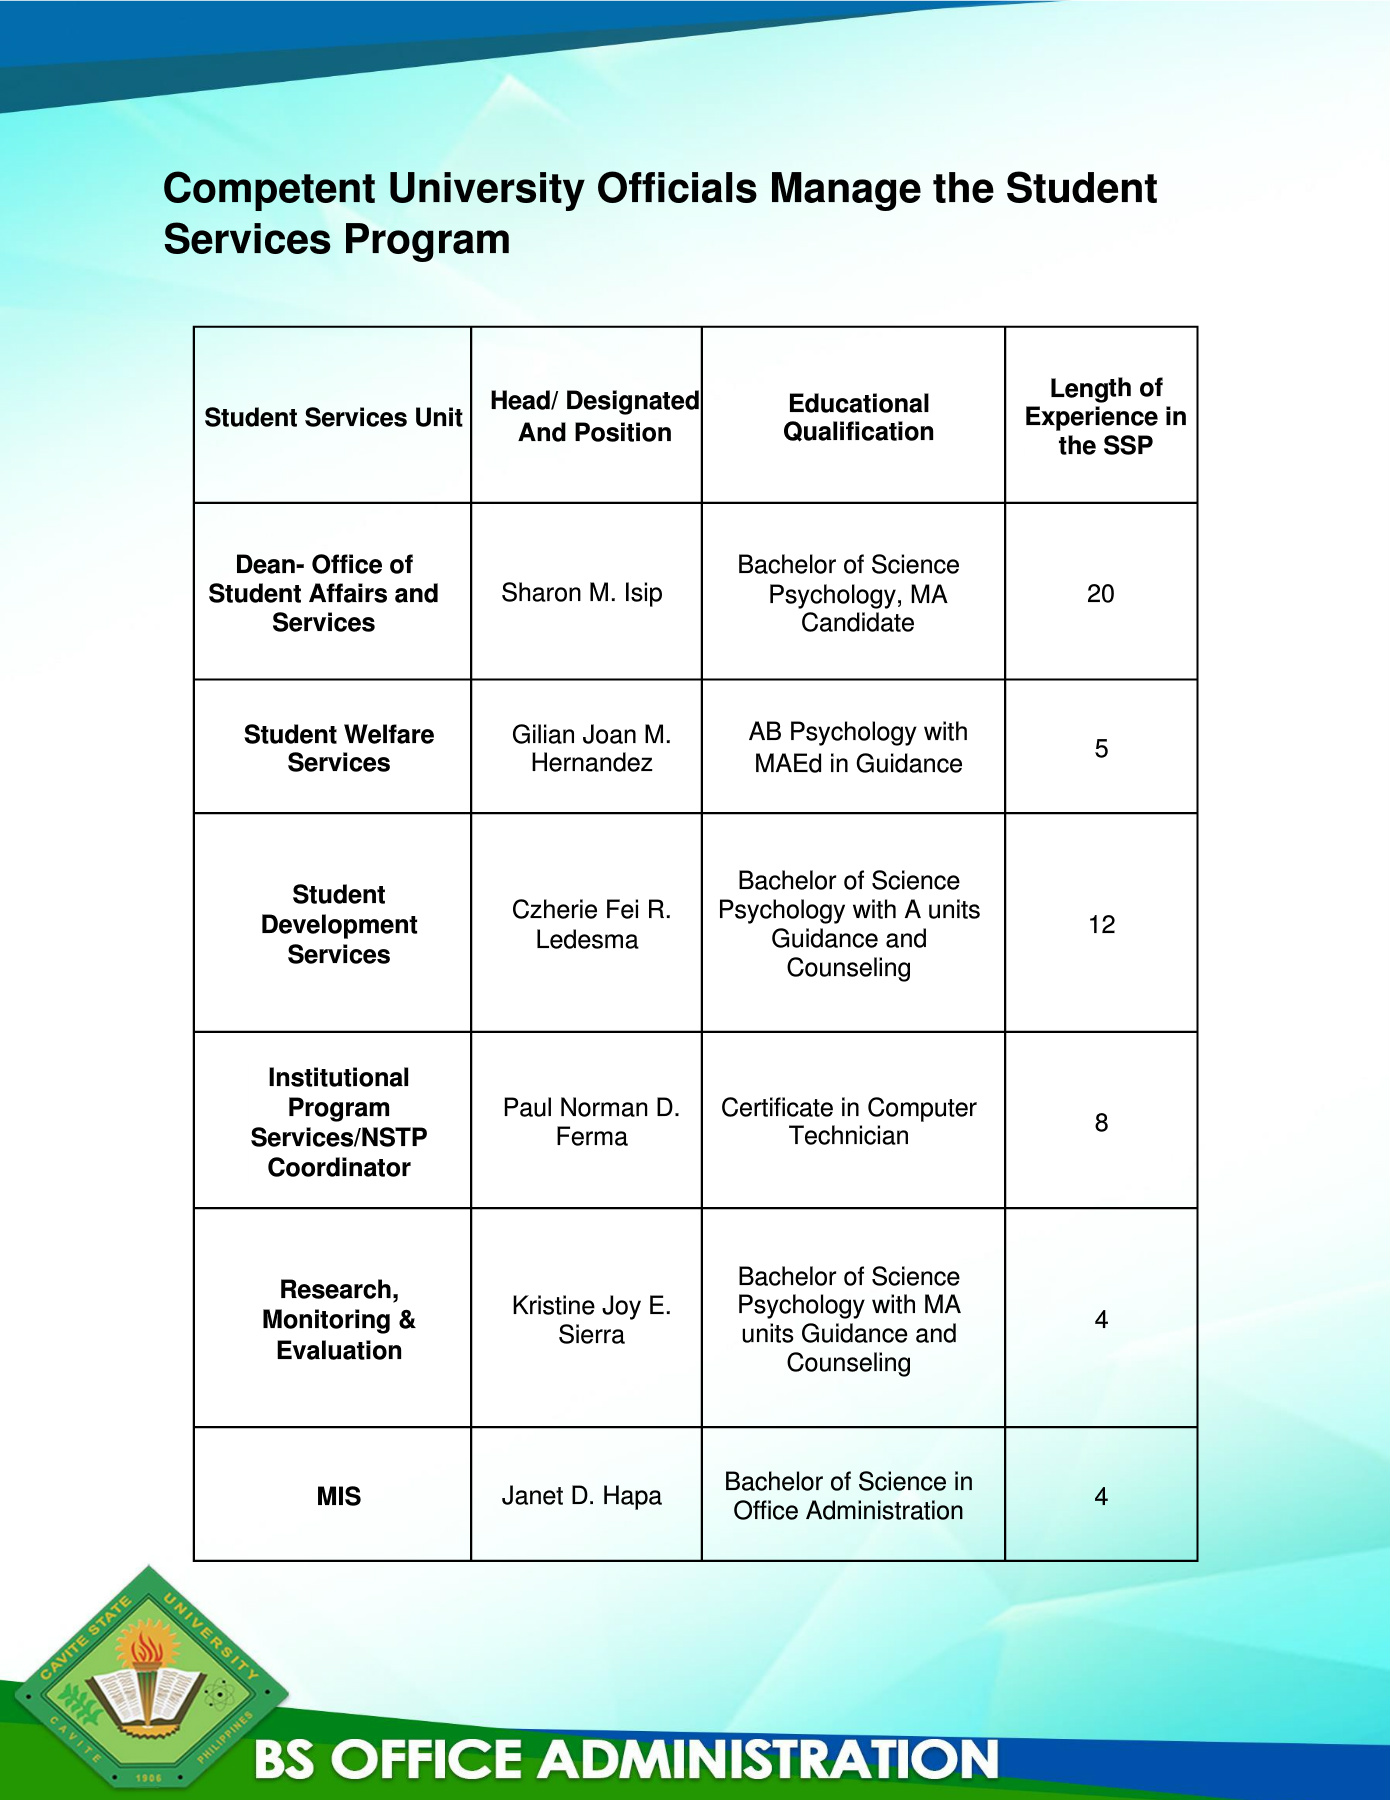 Competent University Officials Manage the Student
Services Program
Student Services Unit
Head/ Designated
And Position
Educational
Qualification
Length of
Experience in
the SSP
Dean- Office of
Student Affairs and
Services
Sharon M. Isip
Bachelor of Science
Psychology, MA
Candidate
20
Student Welfare
Services
Gilian Joan M.
Hernandez
AB Psychology with
MAEd in Guidance
5
Student
Development
Services
Czherie Fei R.
Ledesma
Bachelor of Science
Psychology with A units
Guidance and
Counseling
12
Institutional
Program
Services/NSTP
Coordinator
Paul Norman D.
Ferma
Certificate in Computer
Technician
8
Research,
Monitoring &
Evaluation
Kristine Joy E.
Sierra
Bachelor of Science
Psychology with MA
units Guidance and
Counseling
4
MIS
Janet D. Hapa
Bachelor of Science in
Office Administration
4
CAVITE STATE
UNIVERSITY
CAVITE
PHILIPPINES
1906
BS OFFICE ADMINISTRATION